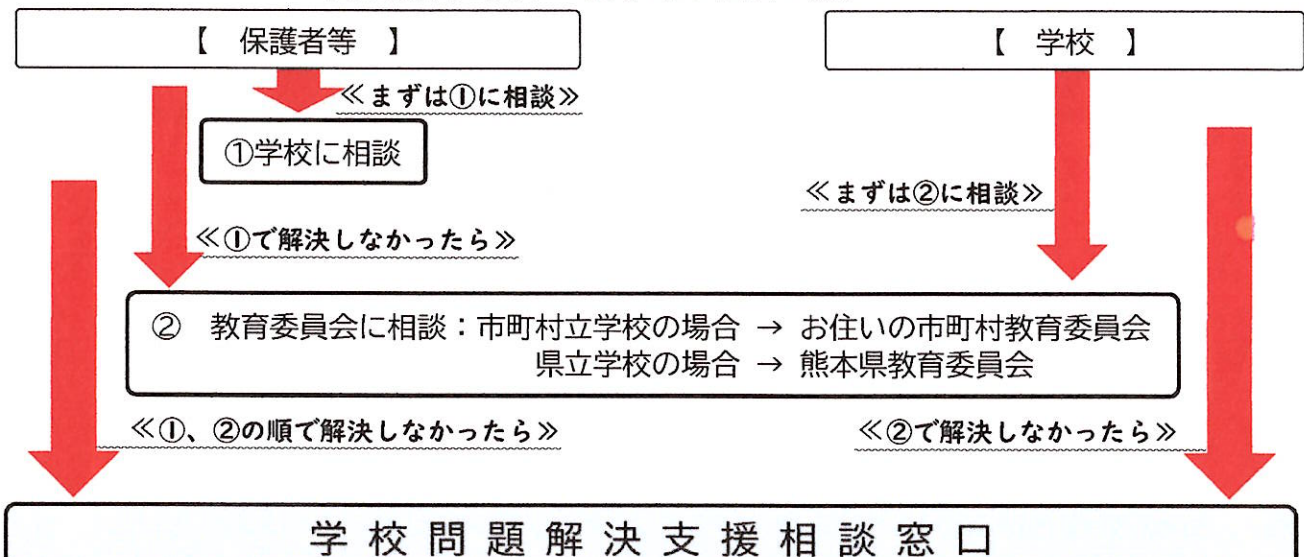 【 保護者等 】
【 学校 】
≪まずは①に相談≫
①学校に相談
≪まずは②に相談≫
≪①で解決しなかったら≫
② 教育委員会に相談:市町村立学校の場合 → お住いの市町村教育委員会
県立学校の場合 → 熊本県教育委員会
≪①、②の順で解決しなかったら≫
≪②で解決しなかったら≫
学校問題解決支援相談窓口